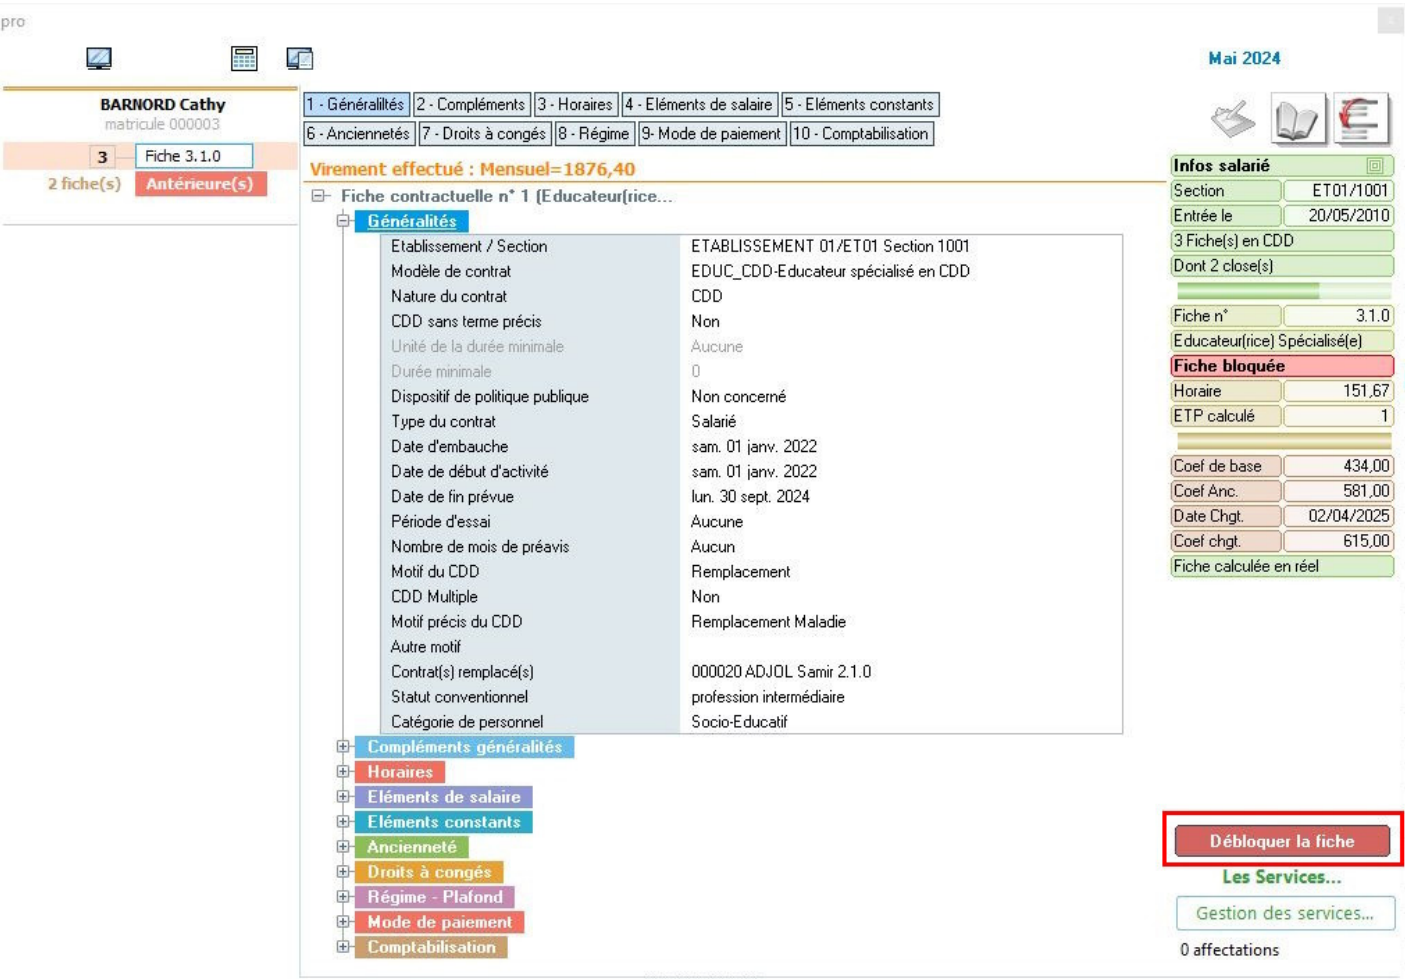 pro
Mai 2024
BARNORD Cathy
matricule 000003
3 Fiche 3.1.0
2 fiche(s) Antérieure(s)
1 - Généralités 2 - Compléments 3 - Horaires 4 - Eléments de salaire 5 - Eléments constants
6 - Anciennetés 7 - Droits à congés 8 - Régime 9- Mode de paiement 10 - Comptabilisation
Virement effectué : Mensuel=1876,40
Fiche contractuelle n° 1 (Educateur(rice...
Généralités
Etablissement / Section ETABLISSEMENT 01/ET01 Section 1001
Modèle de contrat EDUC_CDD-Educateur spécialisé en CDD
Nature du contrat CDD
CDD sans terme précis Non
Unité de la durée minimale Aucune
Durée minimale 0
Dispositif de politique publique Non concerné
Type du contrat Salarié
Date d'embauche sam. 01 janv. 2022
Date de début d'activité sam. 01 janv. 2022
Date de fin prévue lun. 30 sept. 2024
Période d'essai Aucune
Nombre de mois de préavis Aucun
Motif du CDD Remplacement
CDD Multiple Non
Motif précis du CDD Remplacement Maladie
Autre motif
Contrat(s) remplacé(s) 000020 ADJOL Samir 2.1.0
Statut conventionnel profession intermédiaire
Catégorie de personnel Socio-Educatif
Compléments généralités
Horaires
Eléments de salaire
Eléments constants
Ancienneté
Droits à congés
Régime - Plafond
Mode de paiement
Comptabilisation
Infos salarié
Section ET01/1001
Entrée le 20/05/2010
3 Fiche(s) en CDD
Dont 2 close(s)
Fiche n° 3.1.0
Educateur(rice) Spécialisé(e)
Fiche bloquée
Horaire 151,67
ETP calculé 1
Coef de base 434,00
Coef Anc. 581,00
Date Chgt. 02/04/2025
Coef chgt. 615,00
Fiche calculée en réel
Débloquer la fiche
Les Services...
Gestion des services...
0 affectations